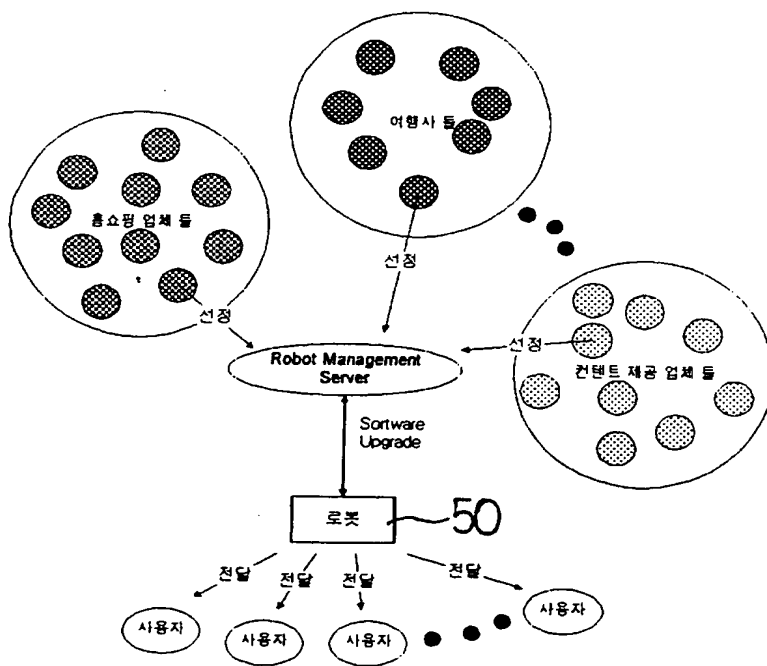 여행사 들
홈쇼핑 업체 들
선정
선정
선정
컨텐트 제공 업체 들
Robot Management
Server
Sortware
Upgrade
로봇
50
전달
전달
전달
전달
사용자
사용자
사용자
사용자